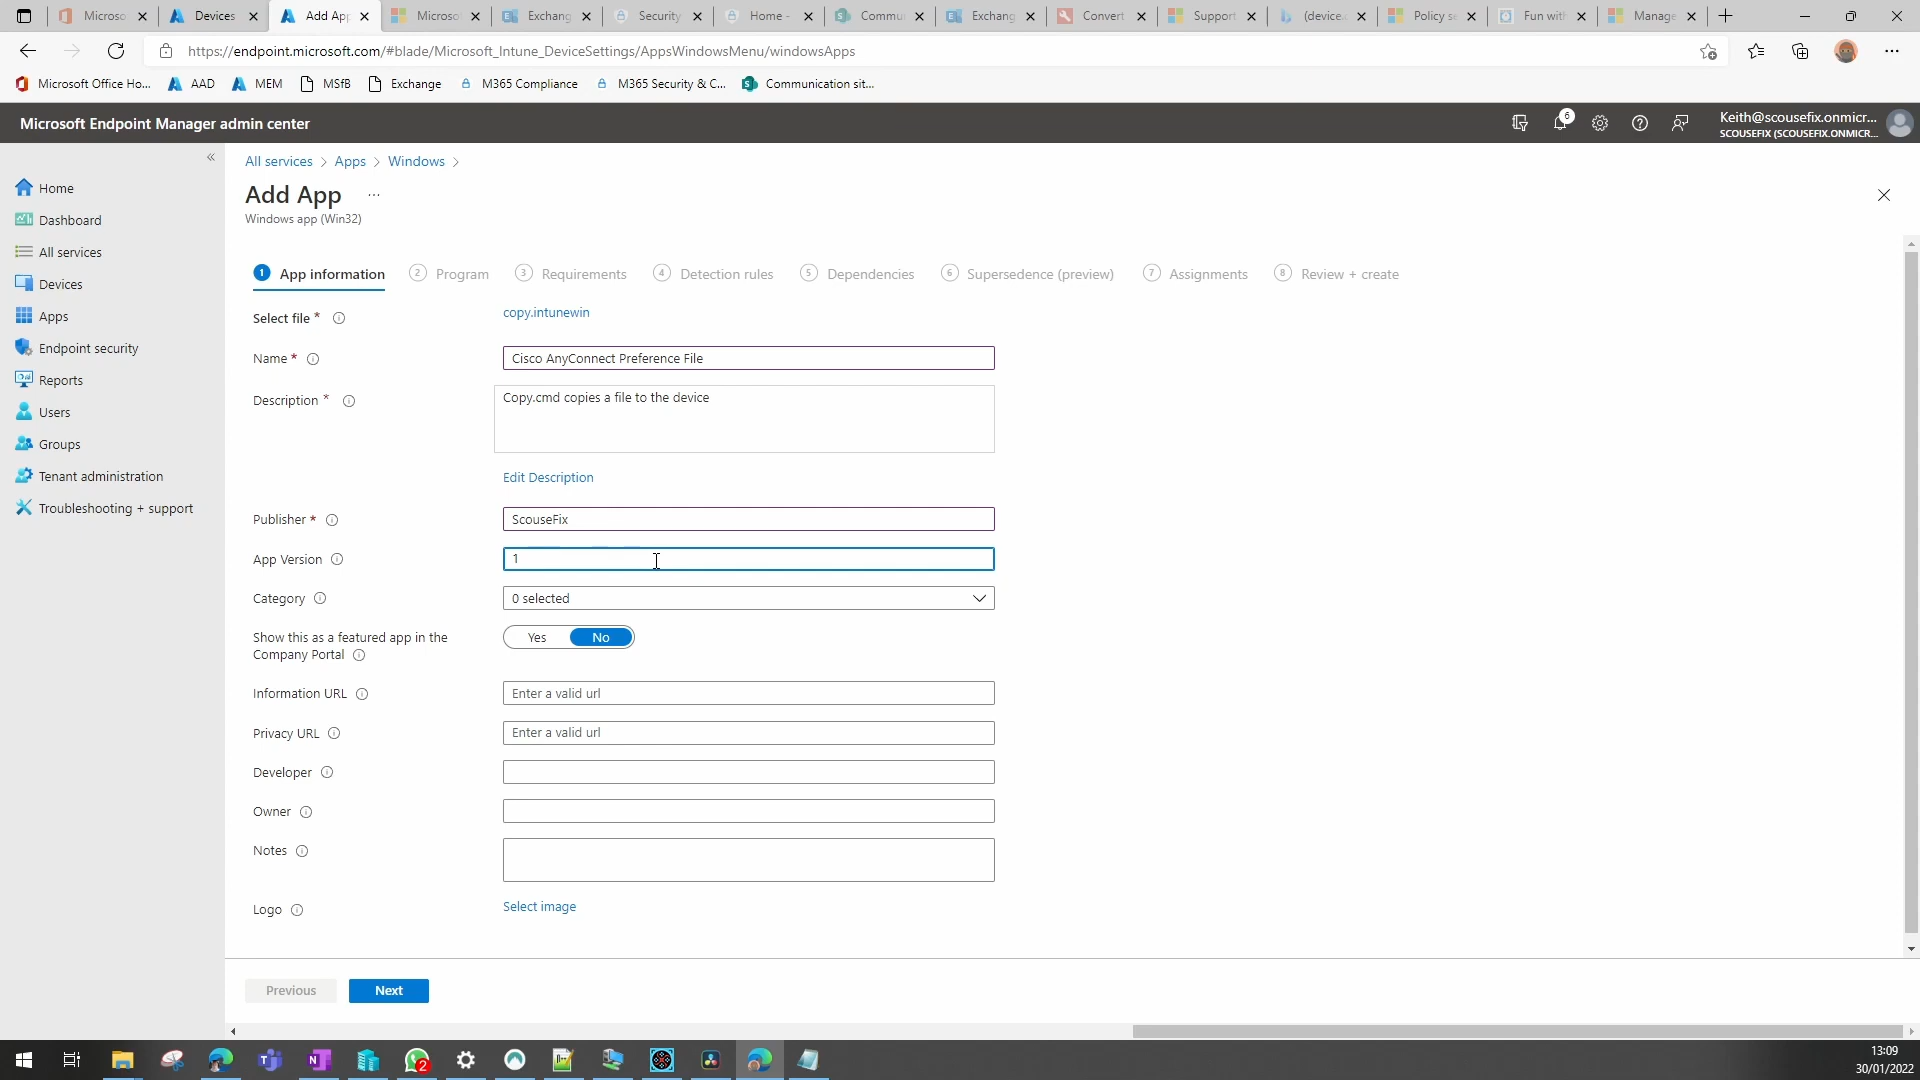 Microso
Devices
Add App
Microso
Exchang
Security
Home -
Commu
Exchang
Convert
Support
(device.
Policy se
Fun with
Manage
https://endpoint.microsoft.com/#blade/Microsoft_Intune_DeviceSettings/AppsWindowsMenu/windowsApps
Microsoft Office Ho...
AAD
MEM
MSfB
Exchange
M365 Compliance
M365 Security & C...
Communication sit...
Microsoft Endpoint Manager admin center
6
Keith@scousefix.onmicr...
SCOUSEFIX (SCOUSEFIX.ONMICR...
Home
Dashboard
All services
Devices
Apps
Endpoint security
Reports
Users
Groups
Tenant administration
Troubleshooting + support
All services > Apps > Windows >
Add App ...
Windows app (Win32)
1 App information
2 Program
3 Requirements
4 Detection rules
5 Dependencies
6 Supersedence (preview)
7 Assignments
8 Review + create
Select file *
copy.intunewin
Name *
Cisco AnyConnect Preference File
Description *
Copy.cmd copies a file to the device
Edit Description
Publisher *
ScouseFix
App Version
1
Category
0 selected
Show this as a featured app in the
Company Portal
Yes No
Information URL
Enter a valid url
Privacy URL
Enter a valid url
Developer
Owner
Notes
Logo
Select image
Previous
Next
2
13:09
30/01/2022